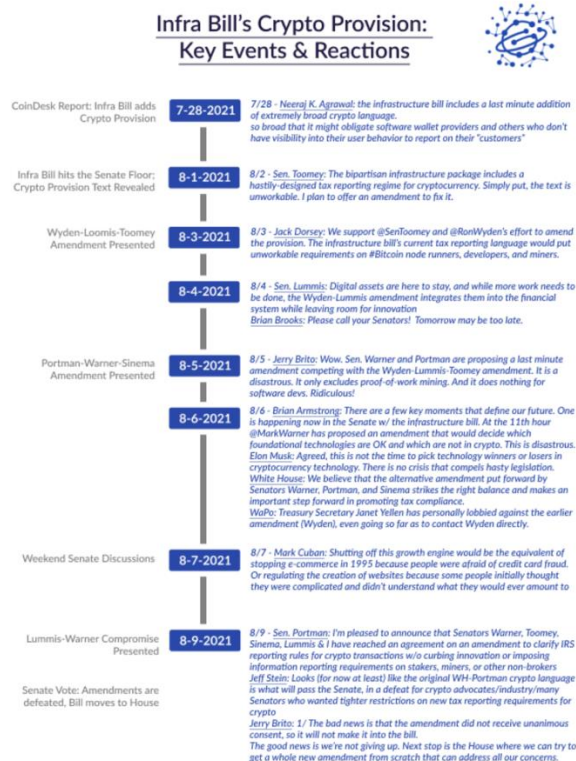 Infra Bill's Crypto Provision:
Key Events & Reactions
CoinDesk Report: Infra Bill adds
Crypto Provision
7-28-2021
7/28 - Neeraj K. Agrawal: the infrastructure bill includes a last minute addition
of extremely broad crypto language.
so broad that it might obligate software wallet providers and others who don't
have visibility into their user behavior to report on their "customers"
Infra Bill hits the Senate Floor;
Crypto Provision Text Revealed
8-1-2021
8/2 - Sen. Toomey: The bipartisan infrastructure package includes a
hastily-designed tax reporting regime for cryptocurrency. Simply put, the text is
unworkable. I plan to offer an amendment to fix it.
Wyden-Loomis-Toomey
Amendment Presented
8-3-2021
8/3 - Jack Dorsey: We support @SenToomey and @RonWyden's effort to amend
the provision. The infrastructure bill's current tax reporting language would put
unworkable requirements on #Bitcoin node runners, developers, and miners.
8-4-2021
8/4 - Sen. Lummis: Digital assets are here to stay, and while more work needs to
be done, the Wyden-Lummis amendment integrates them into the financial
system while leaving room for innovation
Brian Brooks: Please call your Senators! Tomorrow may be too late.
Portman-Warner-Sinema
Amendment Presented
8-5-2021
8/5 - Jerry Brito: Wow. Sen. Warner and Portman are proposing a last minute
amendment competing with the Wyden-Lummis-Toomey amendment. It is a
disastrous. It only excludes proof-of-work mining. And it does nothing for
software devs. Ridiculous!
8-6-2021
8/6 - Brian Armstrong: There are a few key moments that define our future. One
is happening now in the Senate w/ the infrastructure bill. At the 11th hour
@MarkWarner has proposed an amendment that would decide which
foundational technologies are OK and which are not in crypto. This is disastrous.
Elon Musk: Agreed, this is not the time to pick technology winners or losers in
cryptocurrency technology. There is no crisis that compels hasty legislation.
White House: We believe that the alternative amendment put forward by
Senators Warner, Portman, and Sinema strikes the right balance and makes an
important step forward in promoting tax compliance.
WaPo: Treasury Secretary Janet Yellen has personally lobbied against the earlier
amendment (Wyden), even going so far as to contact Wyden directly.
Weekend Senate Discussions
8-7-2021
8/7 - Mark Cuban: Shutting off this growth engine would be the equivalent of
stopping e-commerce in 1995 because people were afraid of credit card fraud.
Or regulating the creation of websites because some people initially thought
they were complicated and didn't understand what they would ever amount to
Lummis-Warner Compromise
Presented
8-9-2021
Senate Vote: Amendments are
defeated, Bill moves to House
8/9 - Sen. Portman: I'm pleased to announce that Senators Warner, Toomey,
Sinema, Lummis & I have reached an agreement on an amendment to clarify IRS
reporting rules for crypto transactions w/o curbing innovation or imposing
information reporting requirements on stakers, miners, or other non-brokers
Jeff Stein: Looks (for now at least) like the original WH-Portman crypto language
is what will pass the Senate, in a defeat for crypto advocates/industry/many
Senators who wanted tighter restrictions on new tax reporting requirements for
crypto
Jerry Brito: 1/ The bad news is that the amendment did not receive unanimous
consent, so it will not make it into the bill.
The good news is we're not giving up. Next stop is the House where we can try to
get a whole new amendment from scratch that can address all our concerns.